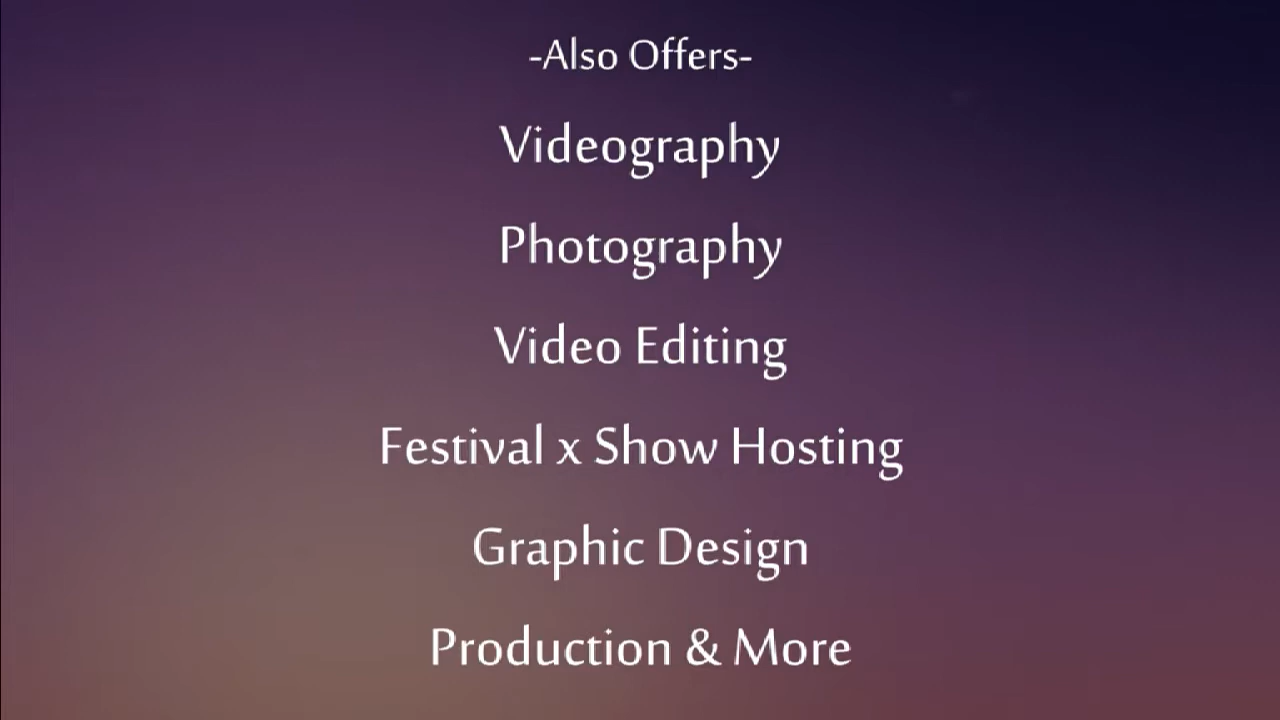 -Also Offers-
Videography
Photography
Video Editing
Festival x Show Hosting
Graphic Design
Production & More